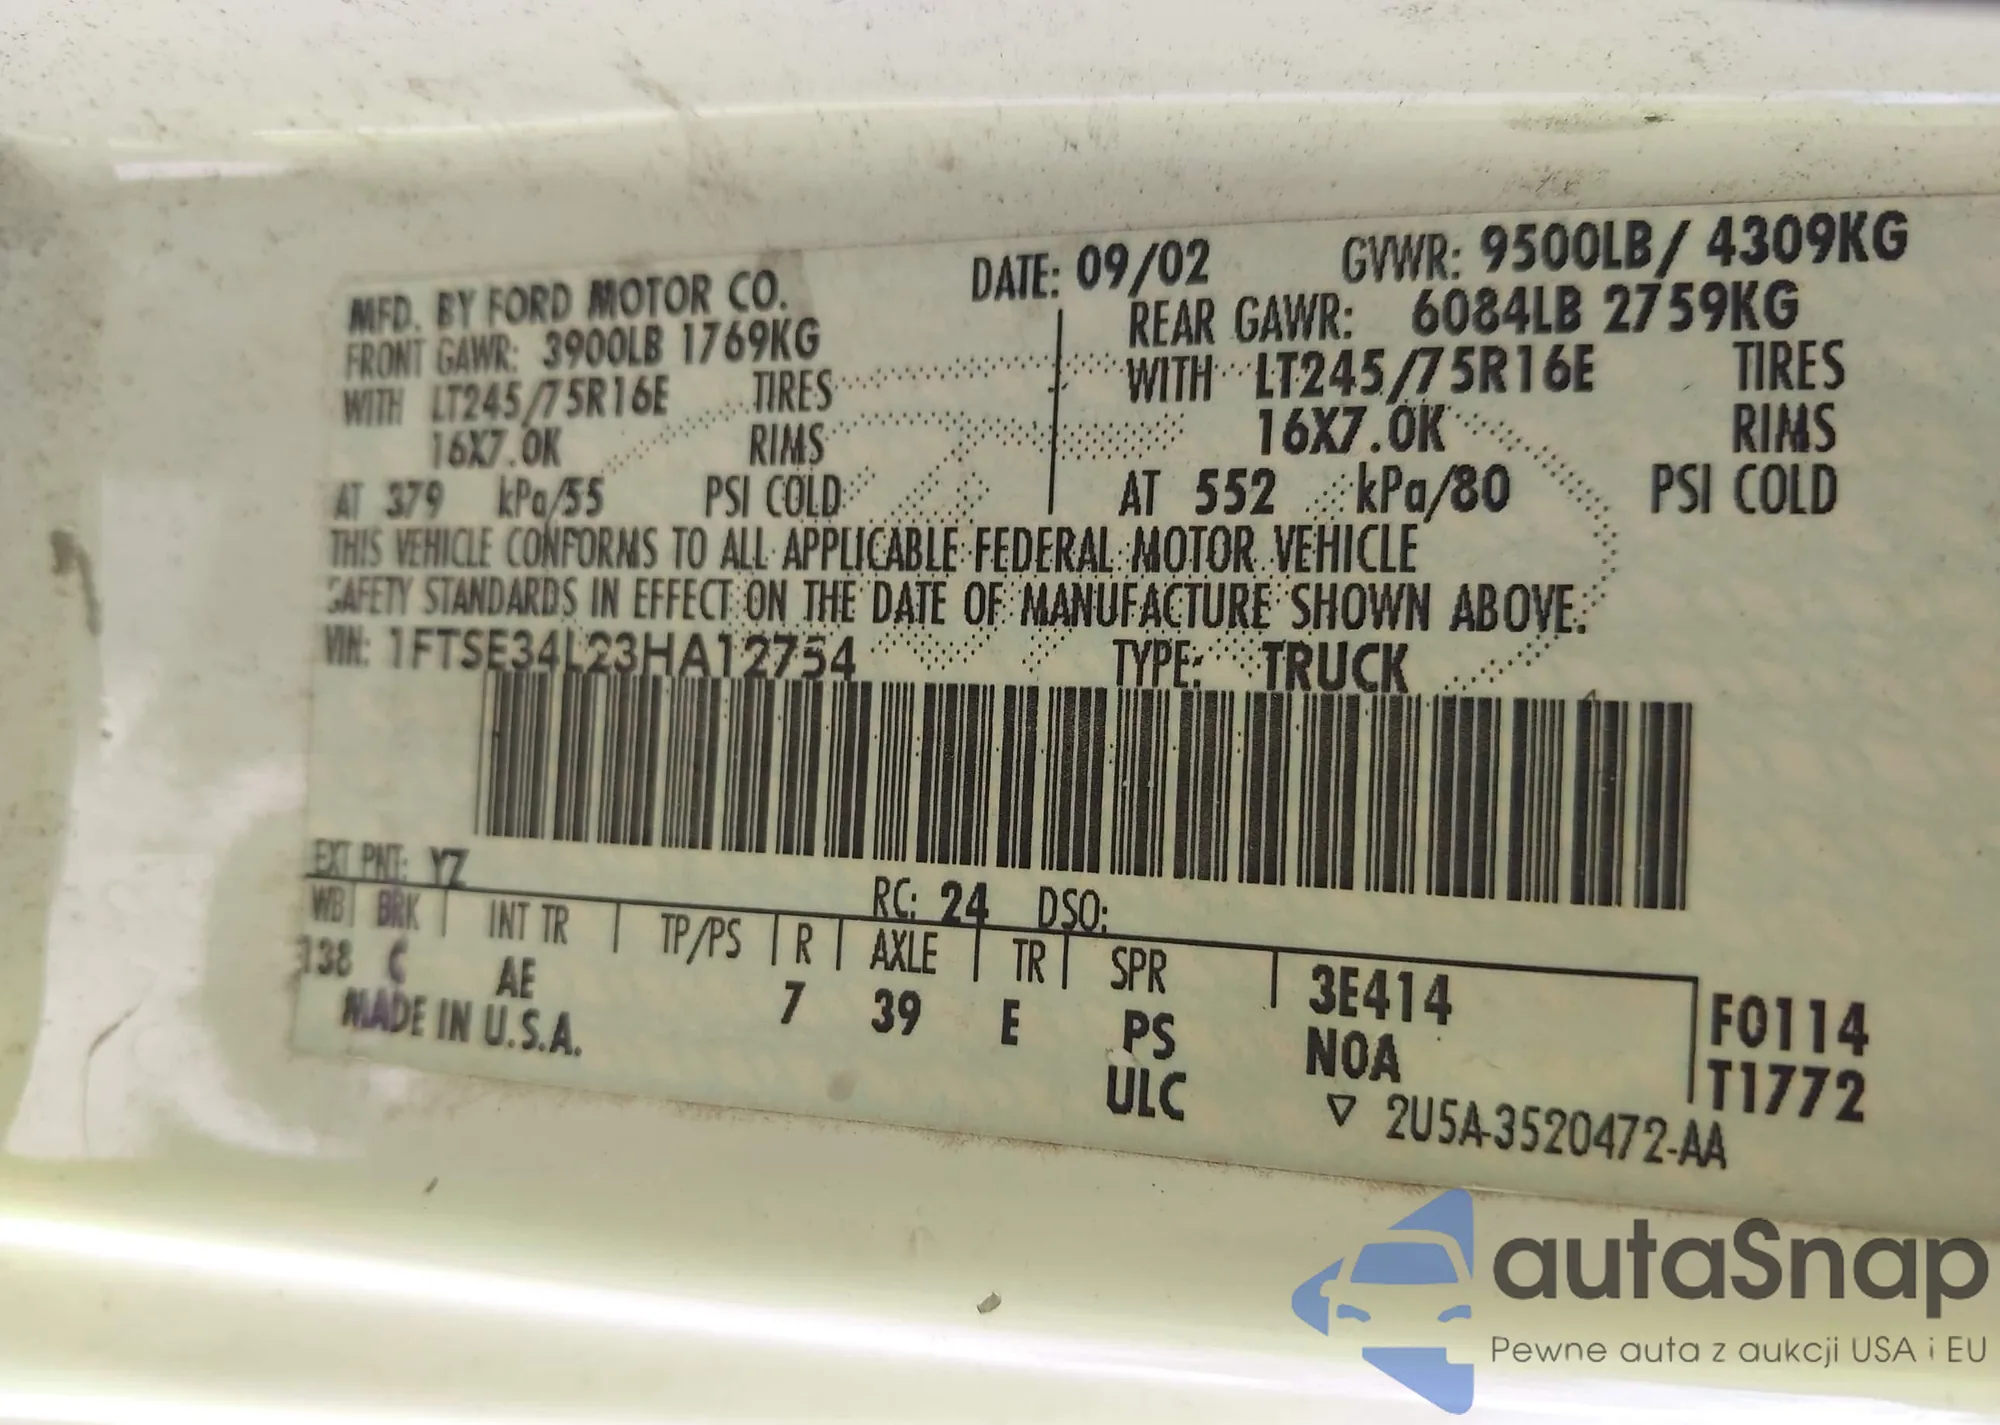 MFD. BY FORD MOTOR CO. DATE: 09/02 GVWR: 9500LB/ 4309KG
FRONT GAWR: 3900LB 1769KG REAR GAWR: 6084LB 2759KG
WITH LT245/75R16E TIRES WITH LT245/75R16E TIRES
16X7.0K RIMS 16X7.0K RIMS
AT 379 kPa/55 PSI COLD AT 552 kPa/80 PSI COLD
THIS VEHICLE CONFORMS TO ALL APPLICABLE FEDERAL MOTOR VEHICLE
SAFETY STANDARDS IN EFFECT ON THE DATE OF MANUFACTURE SHOWN ABOVE.
VIN: 1FTSE34L23HA12754 TYPE: TRUCK
EXT PNT: YZ RC: 24 DSO:
WB BRK INT TR TP/PS R AXLE TR SPR 3E414 F0114
138 C AE 7 39 E PS N0A T1772
MADE IN U.S.A. ULC ▽ 2U5A-3520472-AA
autaSnap
Pewne auta z aukcji USA i EU